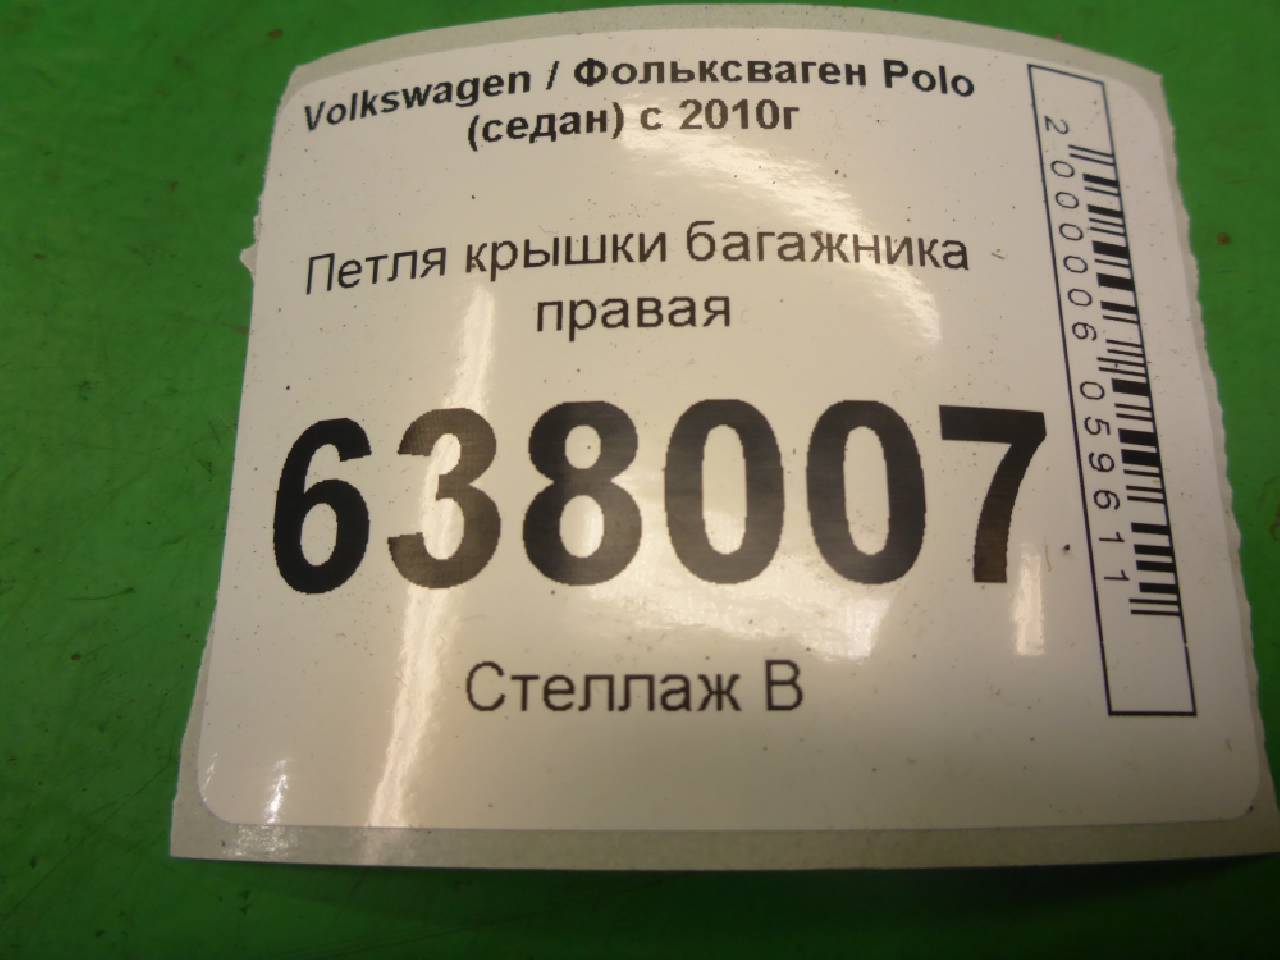 Volkswagen / Фольксваген Polo
(седан) с 2010г
Петля крышки багажника
правая
638007
Стеллаж В
2000006059611